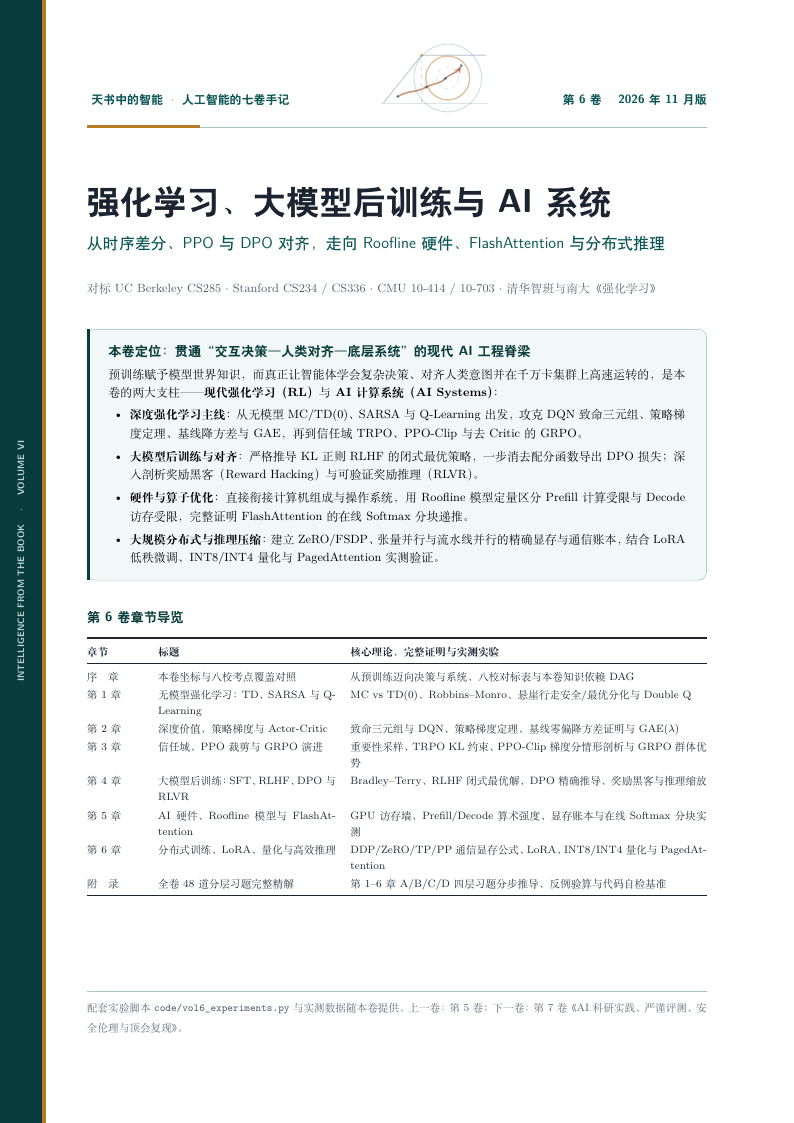 天书中的智能 · 人工智能的七卷手记
第 6 卷 2026 年 11 月版
强化学习、大模型后训练与 AI 系统
从时序差分、PPO 与 DPO 对齐，走向 Roofline 硬件、FlashAttention 与分布式推理
对标 UC Berkeley CS285 · Stanford CS234 / CS336 · CMU 10-414 / 10-703 · 清华智班与南大《强化学习》
本卷定位：贯通“交互决策—人类对齐—底层系统”的现代 AI 工程脊梁
预训练赋予模型世界知识，而真正让智能体学会复杂决策、对齐人类意图并在千万卡集群上高速运转的，是本
卷的两大支柱——现代强化学习（RL）与 AI 计算系统（AI Systems）：
• 深度强化学习主线：从无模型 MC/TD(0)、SARSA 与 Q-Learning 出发，攻克 DQN 致命三元组、策略梯
度定理、基线降方差与 GAE，再到信任域 TRPO、PPO-Clip 与去 Critic 的 GRPO。
• 大模型后训练与对齐：严格推导 KL 正则 RLHF 的闭式最优策略，一步消去配分函数导出 DPO 损失；深
入剖析奖励黑客（Reward Hacking）与可验证奖励推理（RLVR）。
• 硬件与算子优化：直接衔接计算机组成与操作系统，用 Roofline 模型定量区分 Prefill 计算受限与 Decode
访存受限，完整证明 FlashAttention 的在线 Softmax 分块递推。
• 大规模分布式与推理压缩：建立 ZeRO/FSDP、张量并行与流水线并行的精确显存与通信账本，结合 LoRA
低秩微调、INT8/INT4 量化与 PagedAttention 实测验证。
第 6 卷章节导览
章节 标题 核心理论、完整证明与实测实验
序 章 本卷坐标与八校考点覆盖对照 从预训练迈向决策与系统、八校对标表与本卷知识依赖 DAG
第 1 章 无模型强化学习：TD、SARSA 与 Q- MC vs TD(0)、Robbins–Monro、悬崖行走安全/最优分化与 Double Q
Learning
第 2 章 深度价值、策略梯度与 Actor-Critic 致命三元组与 DQN、策略梯度定理、基线零偏降方差证明与 GAE(λ)
第 3 章 信任域，PPO 裁剪与 GRPO 演进 重要性采样、TRPO KL 约束，PPO-Clip 梯度分情形剖析与 GRPO 群体优
势
第 4 章 大模型后训练：SFT、RLHF、DPO 与 Bradley–Terry、RLHF 闭式最优解，DPO 精确推导、奖励黑客与推理缩放
RLVR
第 5 章 AI 硬件、Roofline 模型与 FlashAt- GPU 访存墙、Prefill/Decode 算术强度、显存账本与在线 Softmax 分块实
tention 测
第 6 章 分布式训练、LoRA、量化与高效推理 DDP/ZeRO/TP/PP 通信显存公式、LoRA、INT8/INT4 量化与 PagedAt-
tention
附 录 全卷 48 道分层习题完整精解 第 1–6 章 A/B/C/D 四层习题分步推导、反例验算与代码自检基准
配套实验脚本 code/vol6_experiments.py 与实测数据随本卷提供。上一卷：第 5 卷；下一卷：第 7 卷《AI 科研实践、严谨评测、安
全伦理与顶会复现》。
INTELLIGENCE FROM THE BOOK · VOLUME VI